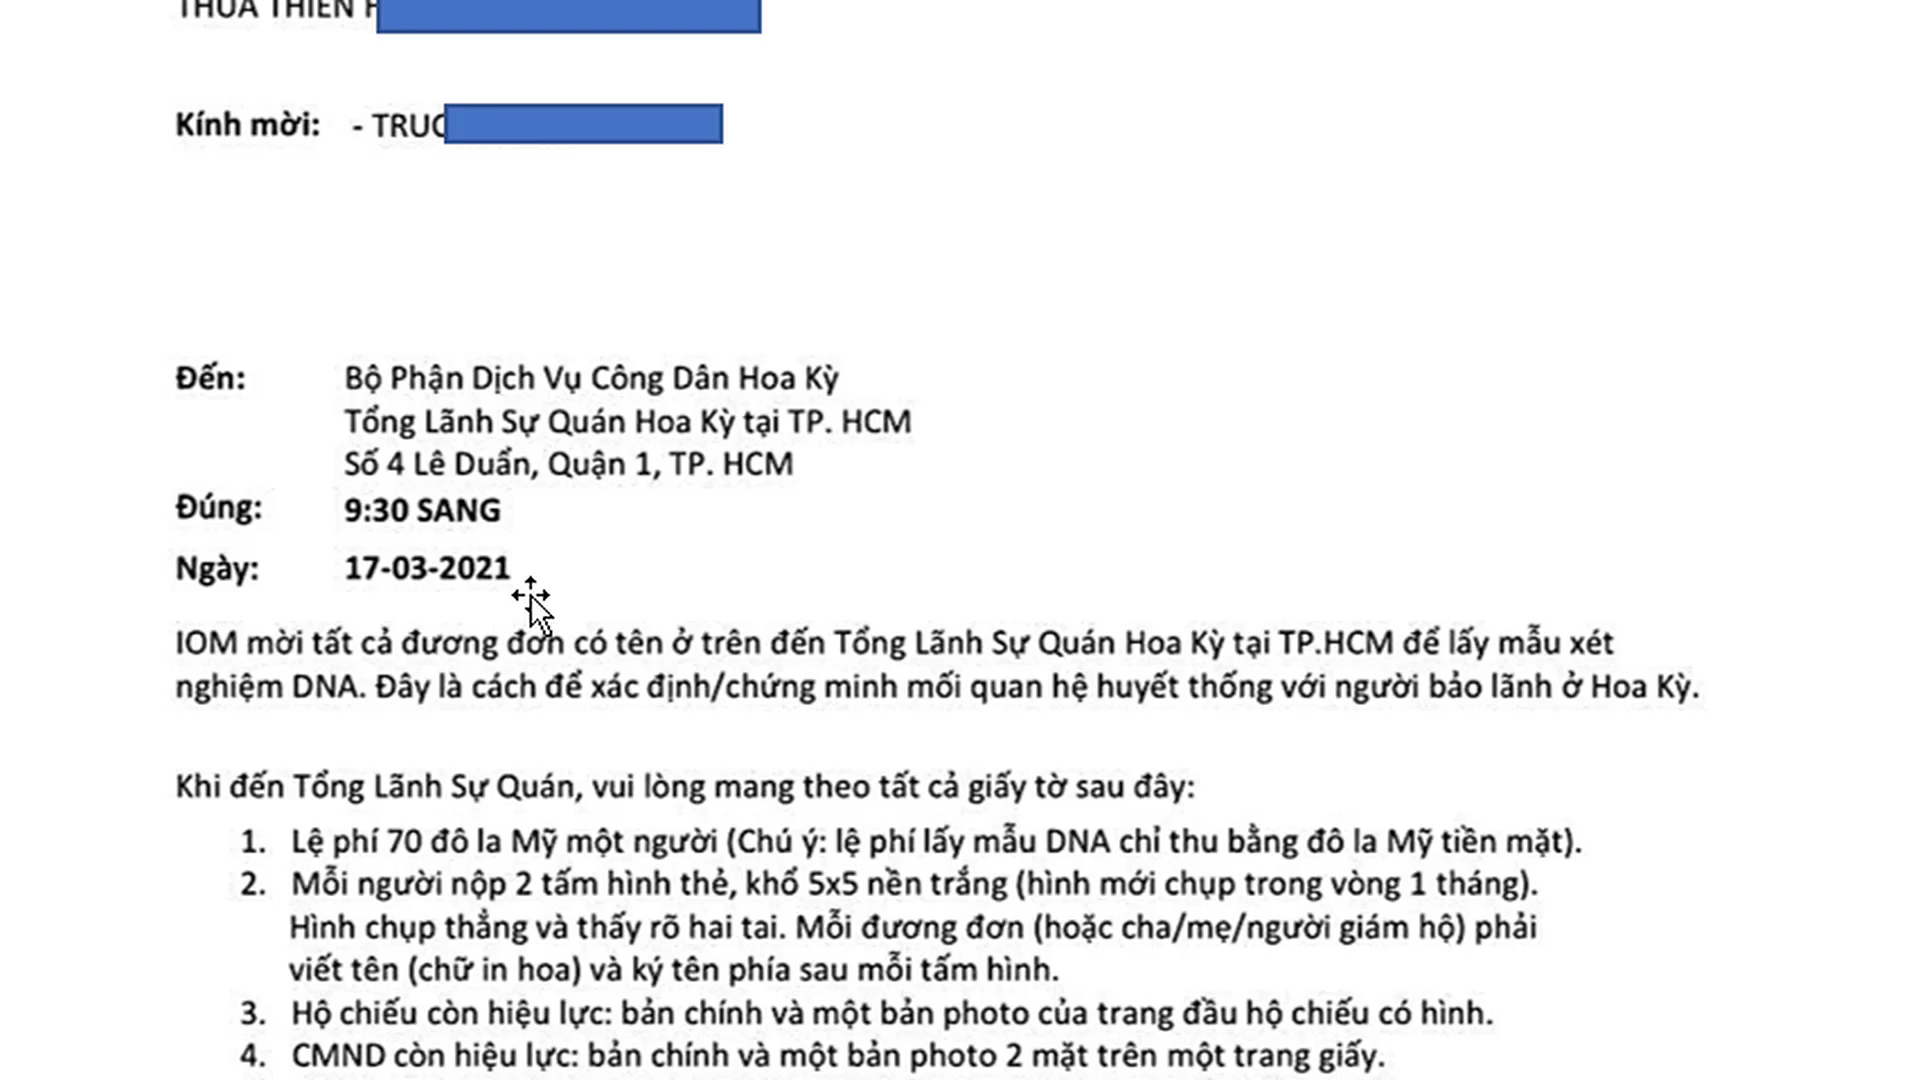 THỪA THIÊN
Kính mời: - TRUC
Đến: Bộ Phận Dịch Vụ Công Dân Hoa Kỳ
Tổng Lãnh Sự Quán Hoa Kỳ tại TP. HCM
Số 4 Lê Duẩn, Quận 1, TP. HCM
Đúng: 9:30 SANG
Ngày: 17-03-2021
IOM mời tất cả đương đơn có tên ở trên đến Tổng Lãnh Sự Quán Hoa Kỳ tại TP.HCM để lấy mẫu xét
nghiệm DNA. Đây là cách để xác định/chứng minh mối quan hệ huyết thống với người bảo lãnh ở Hoa Kỳ.
Khi đến Tổng Lãnh Sự Quán, vui lòng mang theo tất cả giấy tờ sau đây:
1. Lệ phí 70 đô la Mỹ một người (Chú ý: lệ phí lấy mẫu DNA chỉ thu bằng đô la Mỹ tiền mặt).
2. Mỗi người nộp 2 tấm hình thẻ, khổ 5x5 nền trắng (hình mới chụp trong vòng 1 tháng).
Hình chụp thẳng và thấy rõ hai tai. Mỗi đương đơn (hoặc cha/mẹ/người giám hộ) phải
viết tên (chữ in hoa) và ký tên phía sau mỗi tấm hình.
3. Hộ chiếu còn hiệu lực: bản chính và một bản photo của trang đầu hộ chiếu có hình.
4. CMND còn hiệu lực: bản chính và một bản photo 2 mặt trên một trang giấy.